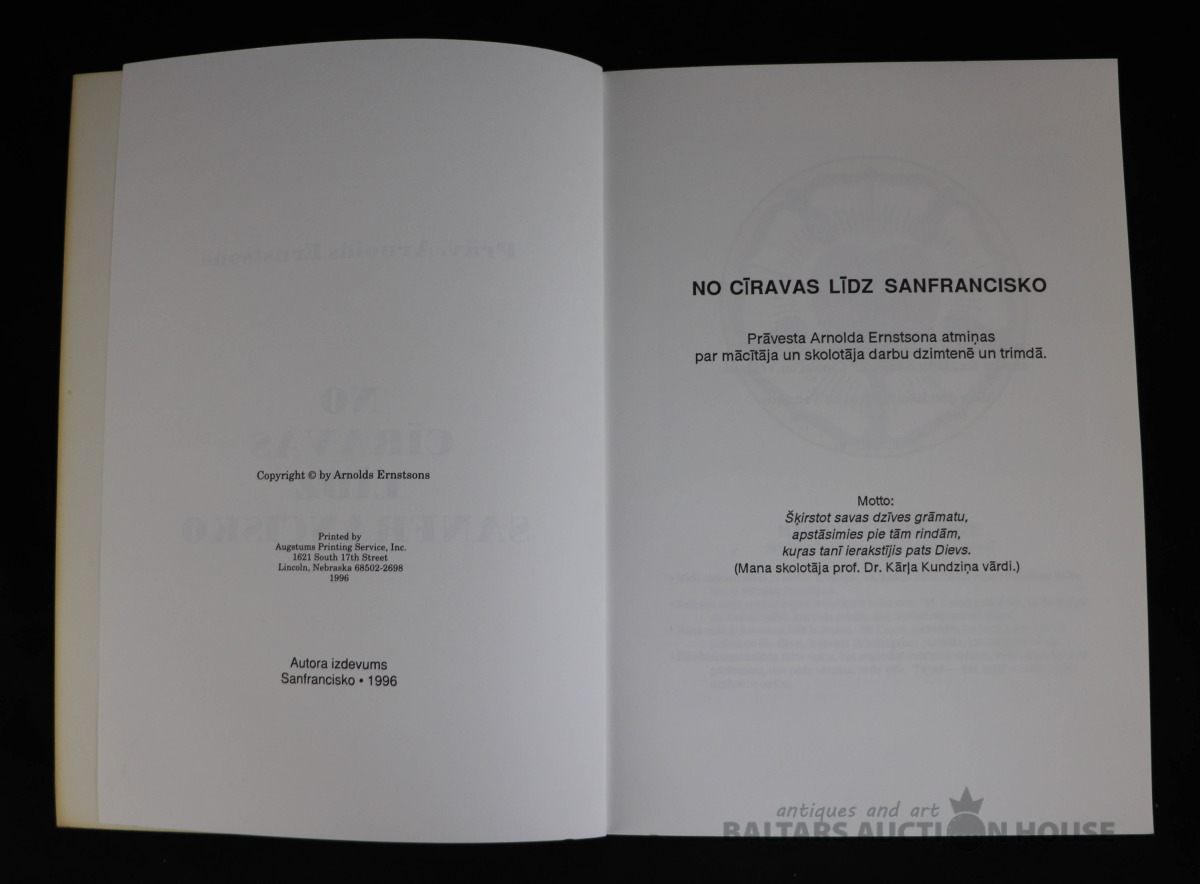 Copyright © by Arnolds Ernstsons
Printed by
Augstums Printing Service, Inc.
1621 South 17th Street
Lincoln, Nebraska 68502-2698
1996
Autora izdevums
Sanfrancisko • 1996
NO CĪRAVAS LĪDZ SANFRANCISKO
Prāvesta Arnolda Ernstsona atmiņas
par mācītāja un skolotāja darbu dzimtenē un trimdā.
Motto:
Šķirstot savas dzīves grāmatu,
apstāsimies pie tām rindām,
kuŗas tanī ierakstījis pats Dievs.
(Mana skolotāja prof. Dr. Kārļa Kundziņa vārdi.)
antiques and art
BALTARS AUCTION HOUSE